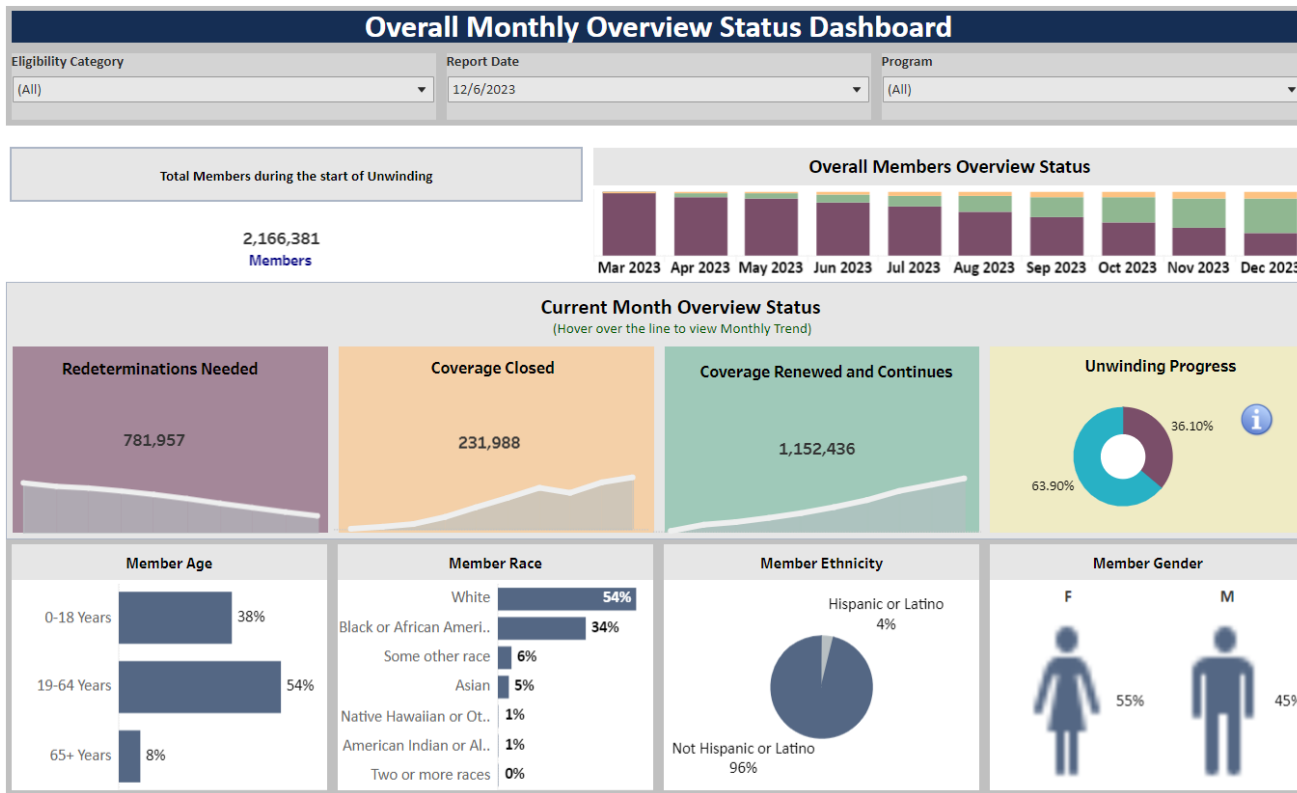 Overall Monthly Overview Status Dashboard
Eligibility Category
Report Date
Program
(All)
12/6/2023
(All)
Total Members during the start of Unwinding
2,166,381
Members
Overall Members Overview Status
Mar 2023 Apr 2023 May 2023 Jun 2023 Jul 2023 Aug 2023 Sep 2023 Oct 2023 Nov 2023 Dec 2023
Current Month Overview Status
(Hover over the line to view Monthly Trend)
Redeterminations Needed
781,957
Coverage Closed
231,988
Coverage Renewed and Continues
1,152,436
Unwinding Progress
i
36.10%
63.90%
Member Age
0-18 Years
38%
19-64 Years
54%
65+ Years
8%
Member Race
White
54%
Black or African Ameri..
34%
Some other race
6%
Asian
5%
Native Hawaiian or Ot..
1%
American Indian or Al..
1%
Two or more races
0%
Member Ethnicity
Hispanic or Latino
4%
Not Hispanic or Latino
96%
Member Gender
F
M
55%
45%